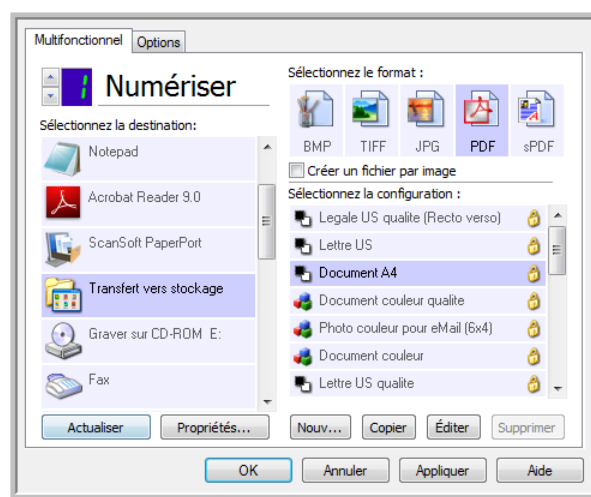 Multifonctionnel
Options
1
Numériser
Sélectionnez la destination:
Notepad
Acrobat Reader 9.0
ScanSoft PaperPort
Transfert vers stockage
Graver sur CD-ROM E:
Fax
Actualiser
Propriétés...
Sélectionnez le format :
BMP
TIFF
JPG
PDF
sPDF
Créer un fichier par image
Sélectionnez la configuration :
Legale US qualite (Recto verso)
Lettre US
Document A4
Document couleur qualite
Photo couleur pour eMail (6x4)
Document couleur
Lettre US qualite
Nouv...
Copier
Éditer
Supprimer
OK
Annuler
Appliquer
Aide